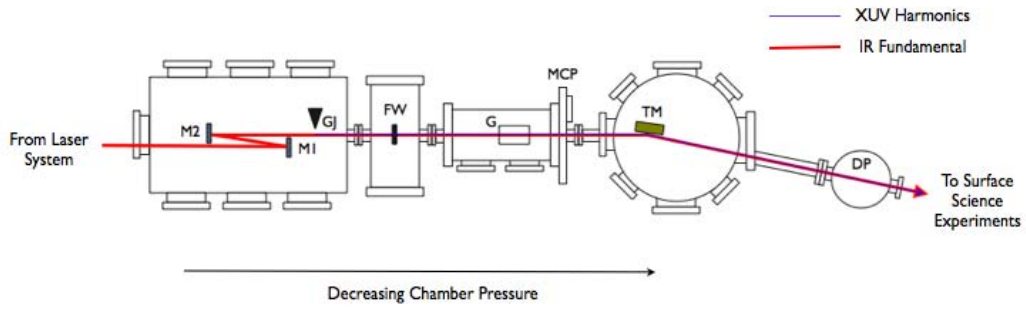 XUV Harmonics
IR Fundamental
MCP
FW
TM
GJ
G
M2
M1
From Laser
System
DP
To Surface
Science
Experiments
Decreasing Chamber Pressure